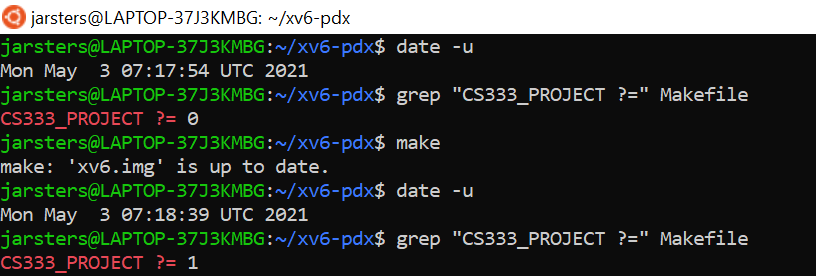 jarsters@LAPTOP-37J3KMBG: ~/xv6-pdx
jarsters@LAPTOP-37J3KMBG:~/xv6-pdx$ date -u
Mon May  3 07:17:54 UTC 2021
jarsters@LAPTOP-37J3KMBG:~/xv6-pdx$ grep "CS333_PROJECT ?=" Makefile
CS333_PROJECT ?= 0
jarsters@LAPTOP-37J3KMBG:~/xv6-pdx$ make
make: 'xv6.img' is up to date.
jarsters@LAPTOP-37J3KMBG:~/xv6-pdx$ date -u
Mon May  3 07:18:39 UTC 2021
jarsters@LAPTOP-37J3KMBG:~/xv6-pdx$ grep "CS333_PROJECT ?=" Makefile
CS333_PROJECT ?= 1